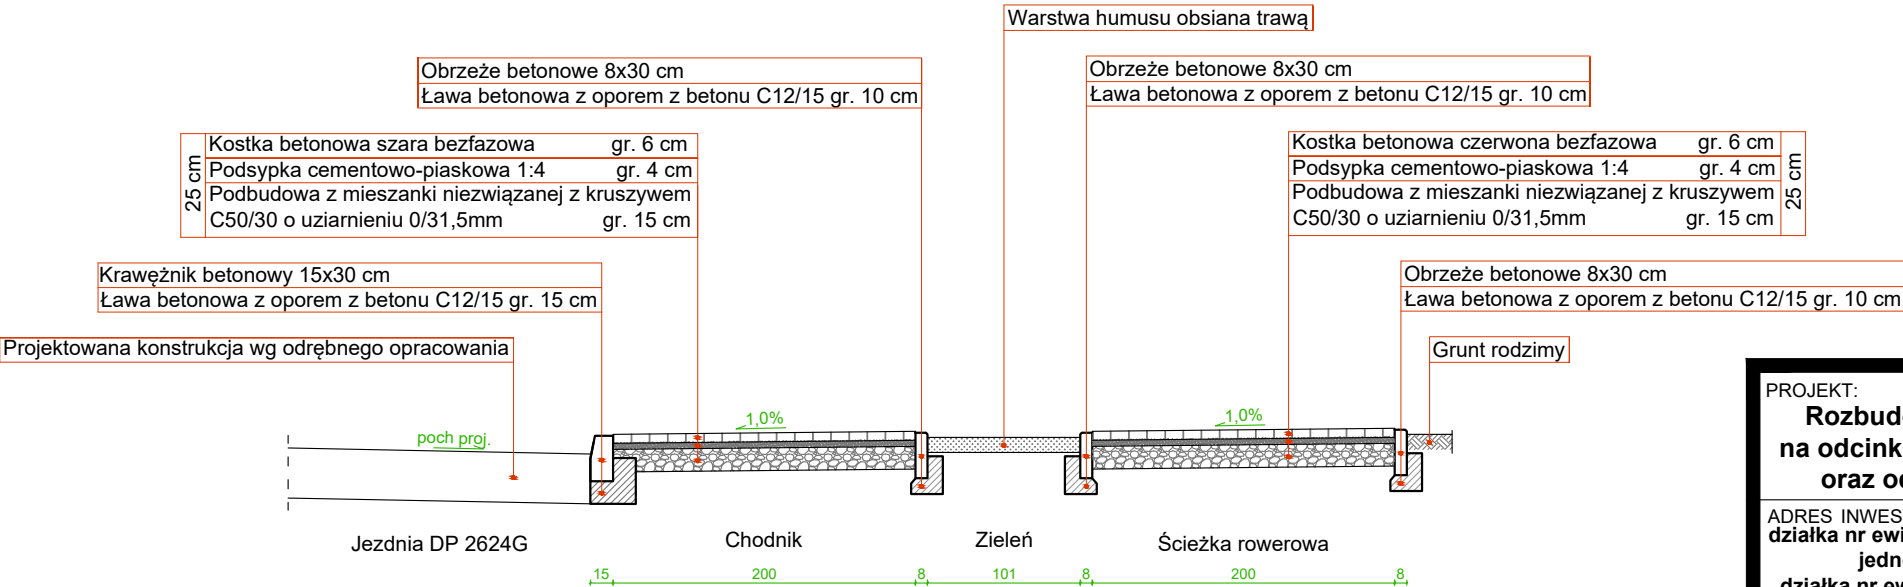 Warstwa humusu obsiana trawą
Obrzeże betonowe 8x30 cm
Ława betonowa z oporem z betonu C12/15 gr. 10 cm
Obrzeże betonowe 8x30 cm
Ława betonowa z oporem z betonu C12/15 gr. 10 cm
25 cm
Kostka betonowa szara bezfazowa gr. 6 cm
Podsypka cementowo-piaskowa 1:4 gr. 4 cm
Podbudowa z mieszanki niezwiązanej z kruszywem
C50/30 o uziarnieniu 0/31,5mm gr. 15 cm
Kostka betonowa czerwona bezfazowa gr. 6 cm
Podsypka cementowo-piaskowa 1:4 gr. 4 cm
Podbudowa z mieszanki niezwiązanej z kruszywem
C50/30 o uziarnieniu 0/31,5mm gr. 15 cm
25 cm
Krawężnik betonowy 15x30 cm
Ława betonowa z oporem z betonu C12/15 gr. 15 cm
Obrzeże betonowe 8x30 cm
Ława betonowa z oporem z betonu C12/15 gr. 10 cm
Projektowana konstrukcja wg odrębnego opracowania
Grunt rodzimy
poch proj.
1,0%
1,0%
Jezdnia DP 2624G
Chodnik
Zieleń
Ścieżka rowerowa
15 200 8 101 8 200 8
PROJEKT:
Rozbud
na odcink
oraz o
ADRES INWES
działka nr ewi
jedn
działka nr ew